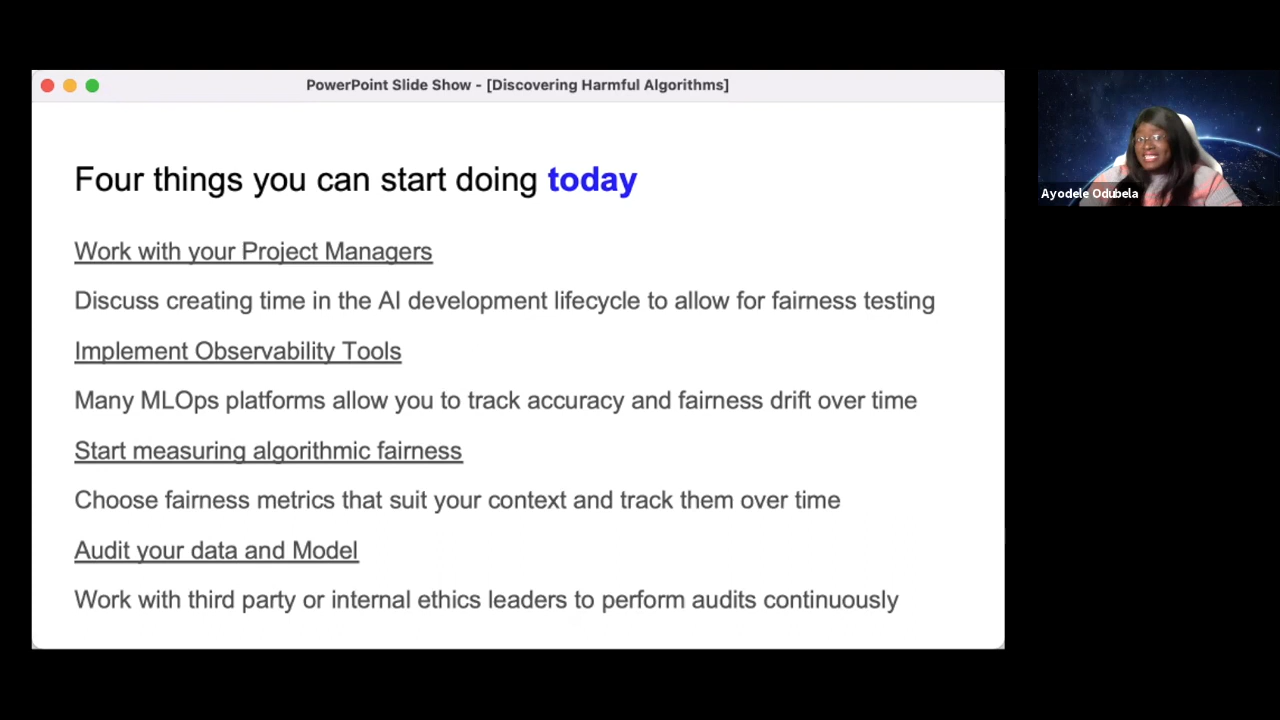 PowerPoint Slide Show - [Discovering Harmful Algorithms]
Four things you can start doing today
Work with your Project Managers
Discuss creating time in the AI development lifecycle to allow for fairness testing
Implement Observability Tools
Many MLOps platforms allow you to track accuracy and fairness drift over time
Start measuring algorithmic fairness
Choose fairness metrics that suit your context and track them over time
Audit your data and Model
Work with third party or internal ethics leaders to perform audits continuously
Ayodele Odubela